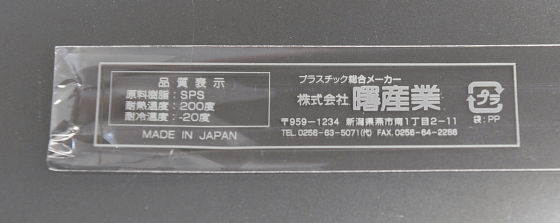 品質表示
原料樹脂：SPS
耐熱温度：200度
耐冷温度：-20度
MADE IN JAPAN
プラスチック総合メーカー
株式会社 曙産業
〒959-1234 新潟県燕市南1丁目2-11
TEL.0256-63-5071(代) FAX.0256-64-2288
プラ
袋：PP